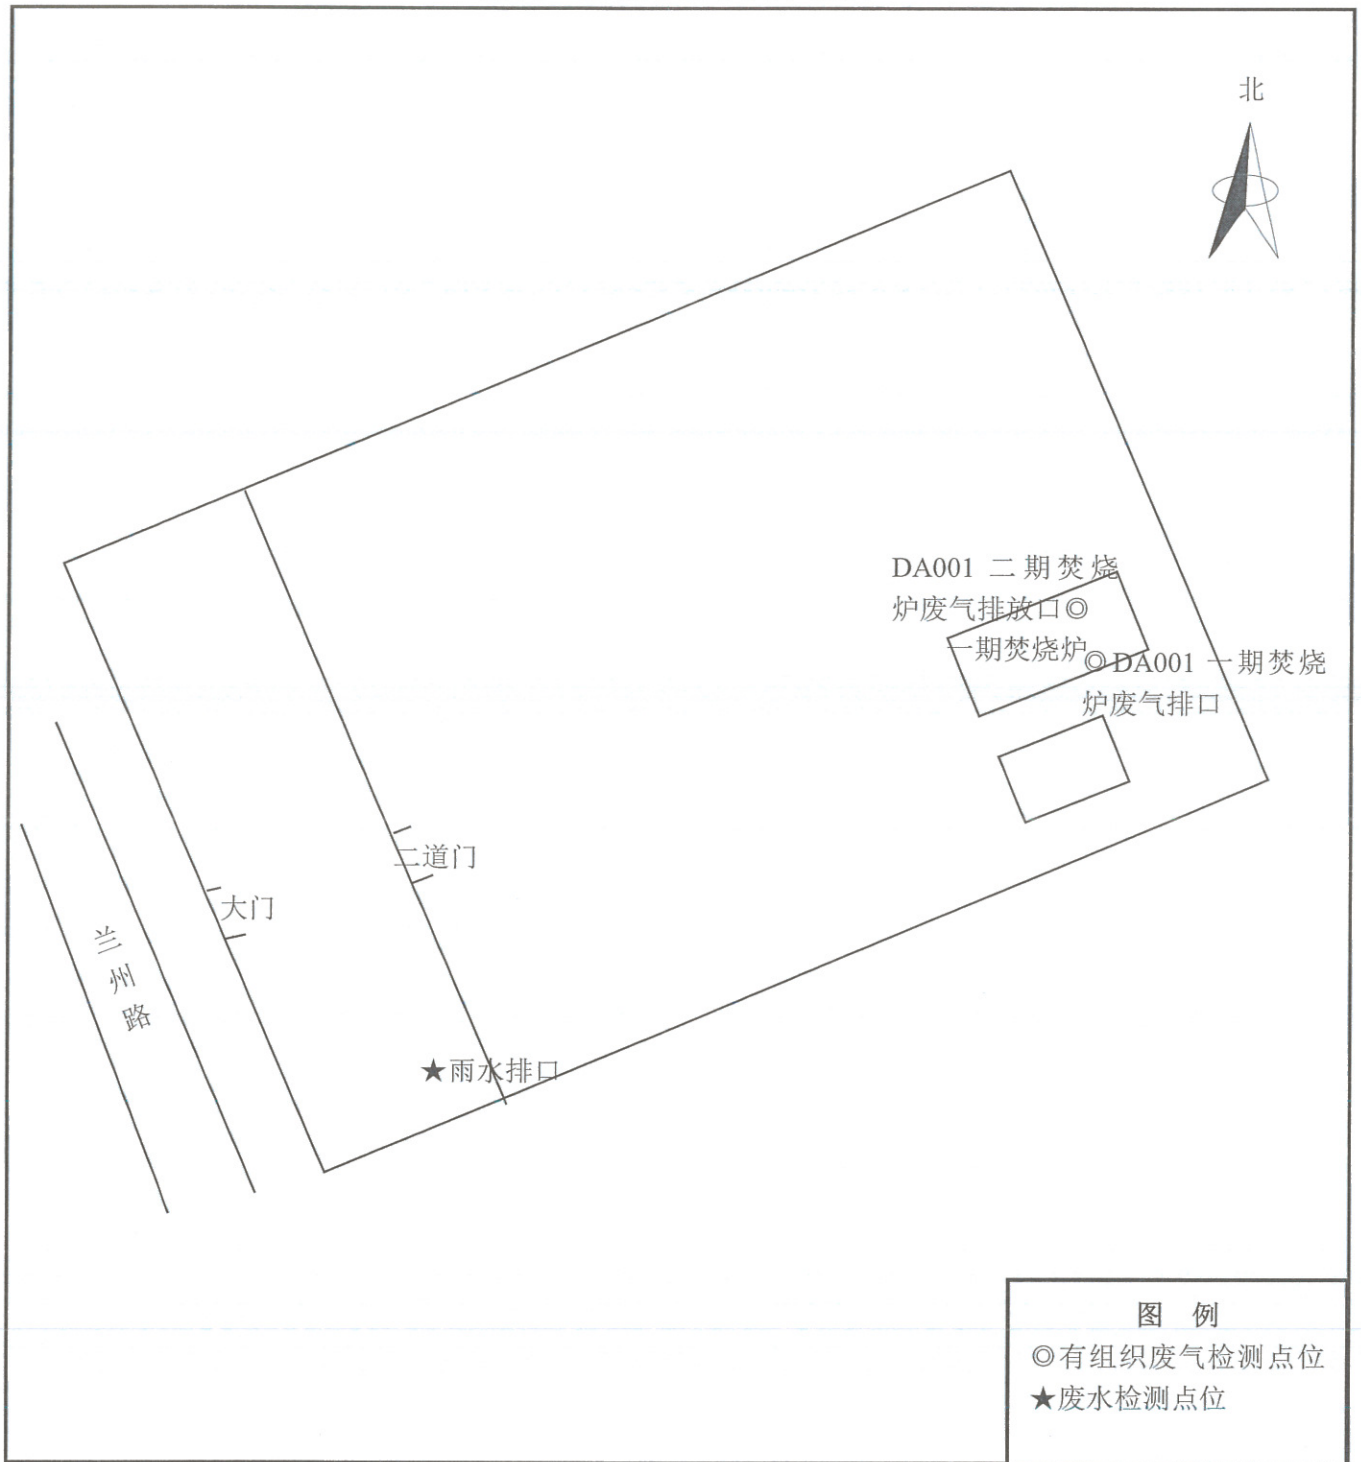 北
DA001 二期焚烧
炉废气排放口◎
一期焚烧炉
◎DA001 一期焚烧
炉废气排口
二道门
大门
兰州路
★雨水排口
图 例
◎有组织废气检测点位
★废水检测点位